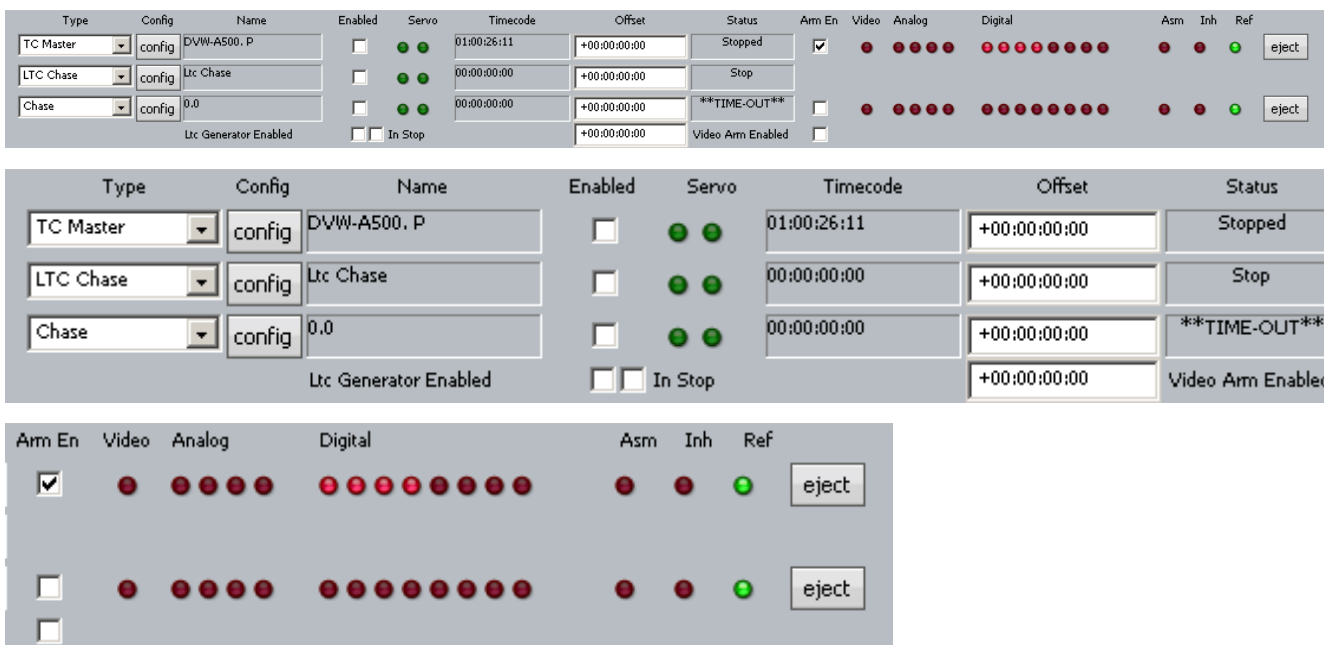 Type Config Name Enabled Servo Timecode Offset Status Arm En Video Analog Digital Asm Inh Ref
TC Master config DVW-A500. P 01:00:26:11 +00:00:00:00 Stopped eject
LTC Chase config Ltc Chase 00:00:00:00 +00:00:00:00 Stop
Chase config 0.0 00:00:00:00 +00:00:00:00 **TIME-OUT** eject
Ltc Generator Enabled In Stop +00:00:00:00 Video Arm Enabled
Type Config Name Enabled Servo Timecode Offset Status
TC Master config DVW-A500. P 01:00:26:11 +00:00:00:00 Stopped
LTC Chase config Ltc Chase 00:00:00:00 +00:00:00:00 Stop
Chase config 0.0 00:00:00:00 +00:00:00:00 **TIME-OUT**
Ltc Generator Enabled In Stop +00:00:00:00 Video Arm Enabled
Arm En Video Analog Digital Asm Inh Ref
eject
eject